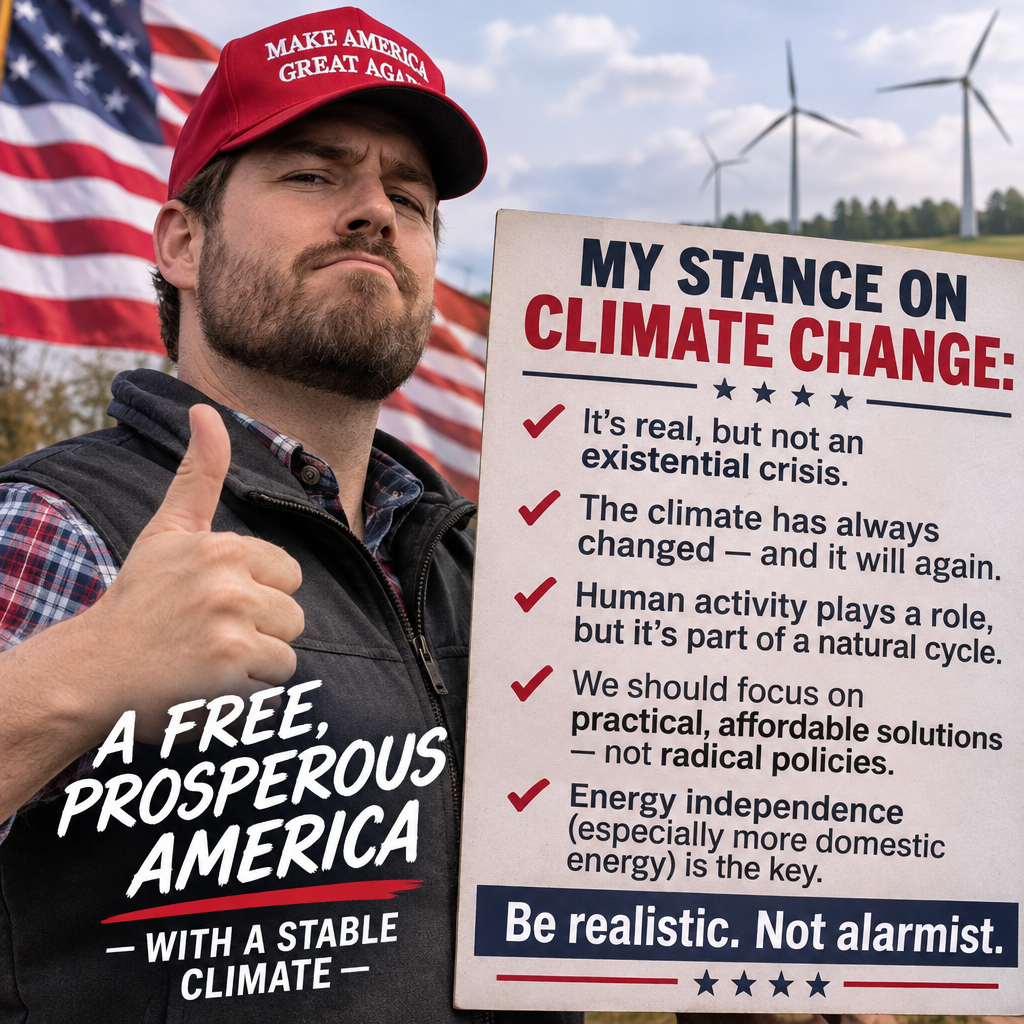 MAKE AMERICA
GREAT AGAIN
MY STANCE ON
CLIMATE CHANGE:
It's real, but not an
existential crisis.
The climate has always
changed — and it will again.
Human activity plays a role,
but it's part of a natural cycle.
We should focus on
practical, affordable solutions
— not radical policies.
Energy independence
(especially more domestic
energy) is the key.
Be realistic. Not alarmist.
A FREE,
PROSPEROUS
AMERICA
— WITH A STABLE
CLIMATE —